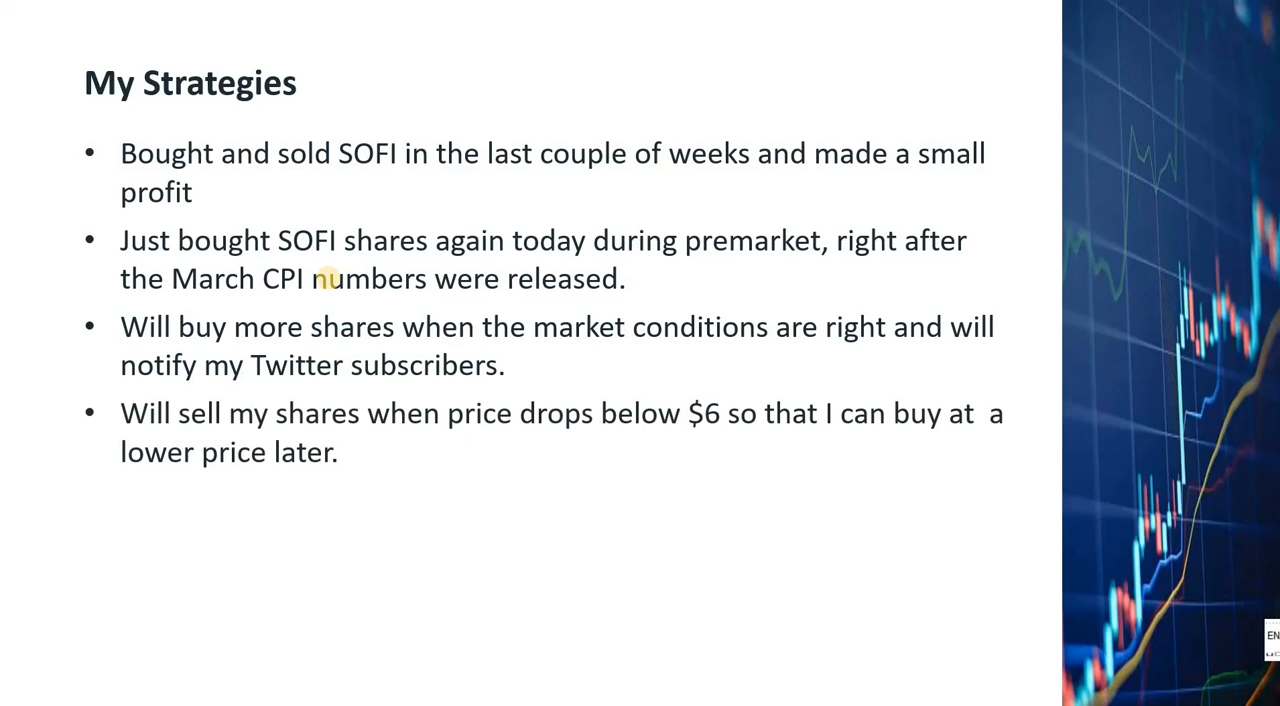 My Strategies
• Bought and sold SOFI in the last couple of weeks and made a small
profit
• Just bought SOFI shares again today during premarket, right after
the March CPI numbers were released.
• Will buy more shares when the market conditions are right and will
notify my Twitter subscribers.
• Will sell my shares when price drops below $6 so that I can buy at  a
lower price later.
EN